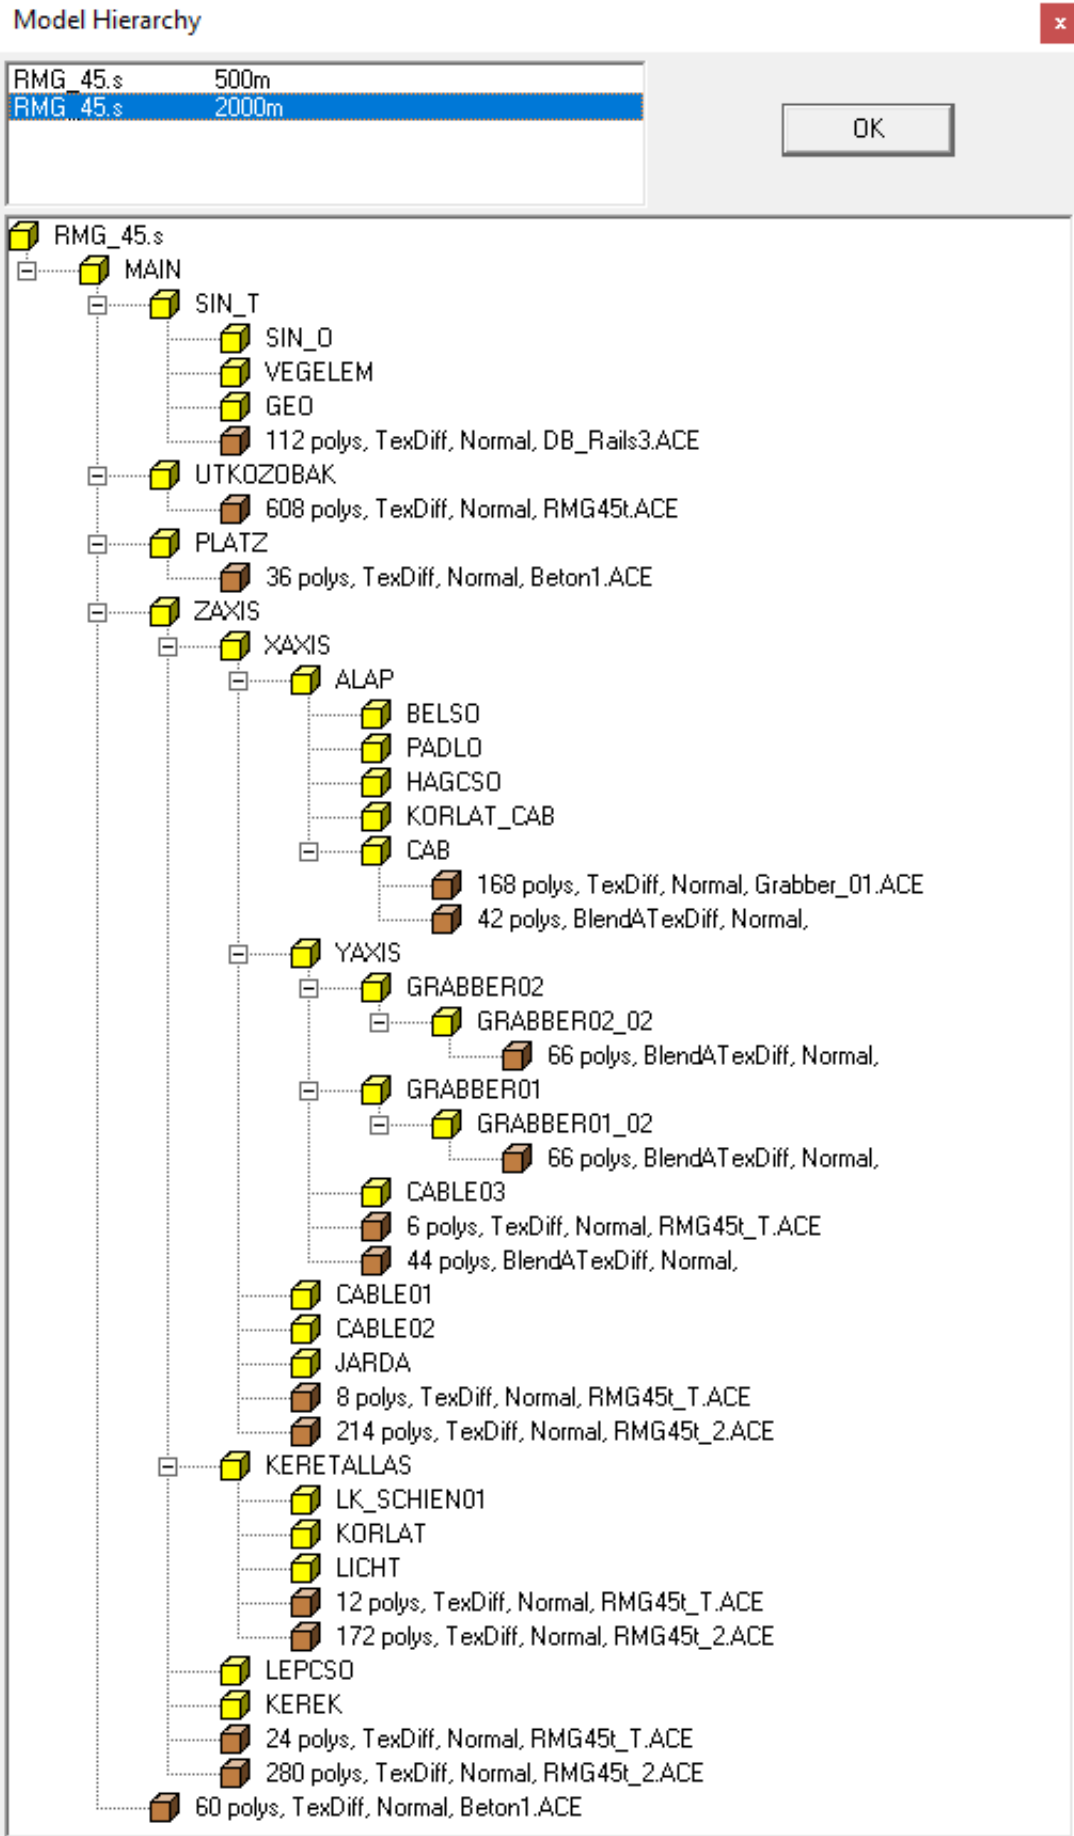 Model Hierarchy
x
RMG_45.s 500m
RMG_45.s 2000m
OK
RMG_45.s
MAIN
SIN_T
SIN_O
VEGELEM
GEO
112 polys, TexDiff, Normal, DB_Rails3.ACE
UTKOZOBAK
608 polys, TexDiff, Normal, RMG45t.ACE
PLATZ
36 polys, TexDiff, Normal, Beton1.ACE
ZAXIS
XAXIS
ALAP
BELSO
PADLO
HAGCSO
KORLAT_CAB
CAB
168 polys, TexDiff, Normal, Grabber_01.ACE
42 polys, BlendATexDiff, Normal,
YAXIS
GRABBER02
GRABBER02_02
66 polys, BlendATexDiff, Normal,
GRABBER01
GRABBER01_02
66 polys, BlendATexDiff, Normal,
CABLE03
6 polys, TexDiff, Normal, RMG45t_T.ACE
44 polys, BlendATexDiff, Normal,
CABLE01
CABLE02
JARDA
8 polys, TexDiff, Normal, RMG45t_T.ACE
214 polys, TexDiff, Normal, RMG45t_2.ACE
KERETALLAS
LK_SCHIEN01
KORLAT
LICHT
12 polys, TexDiff, Normal, RMG45t_T.ACE
172 polys, TexDiff, Normal, RMG45t_2.ACE
LEPCSO
KEREK
24 polys, TexDiff, Normal, RMG45t_T.ACE
280 polys, TexDiff, Normal, RMG45t_2.ACE
60 polys, TexDiff, Normal, Beton1.ACE